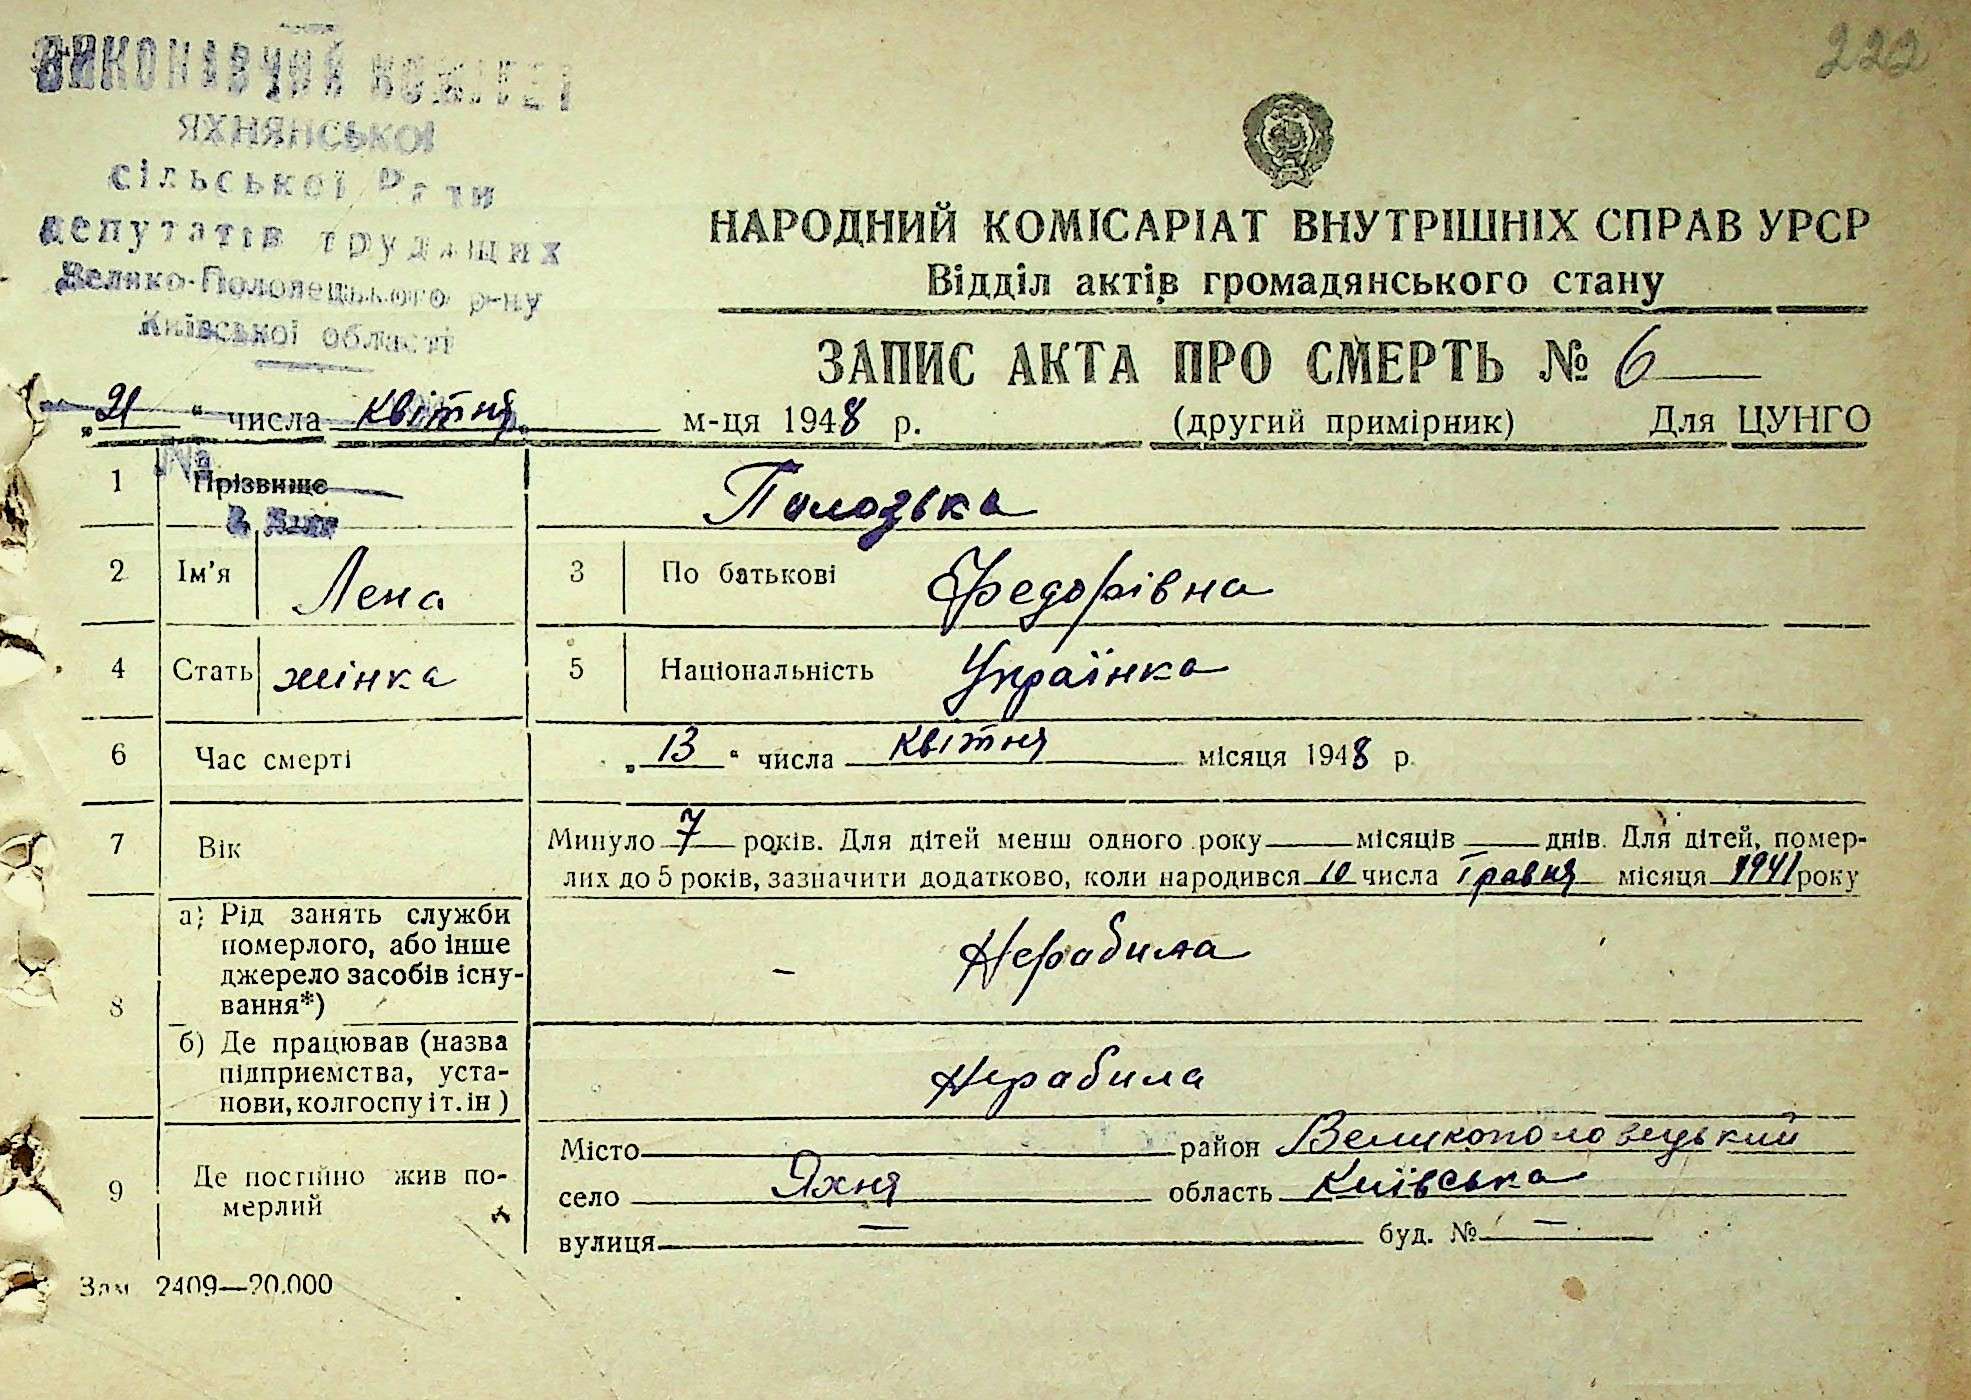 222
ВИКОНАВЧИЙ КОМІТЕТ
ЯХНЯНСЬКОЇ
сільської Ради
депутатів трудящих
Велико-Половецького р-ну
Київської області
НАРОДНИЙ КОМІСАРІАТ ВНУТРІШНІХ СПРАВ УРСР
Відділ актів громадянського стану
ЗАПИС АКТА ПРО СМЕРТЬ № 6
„21“ числа квітня м-ця 1948 р. (другий примірник) Для ЦУНГО
№
1 Прізвище
2 Ім'я Лена 3 По батькові Федорівна
4 Стать жінка 5 Національність Українка
6 Час смерті „13“ числа квітня місяця 1948 р.
7 Вік Минуло 7 років. Для дітей менш одного року місяців днів. Для дітей, помер-
лих до 5 років, зазначити додатково, коли народився 10 числа Травня місяця 1941 року
8 а) Рід занять служби
померлого, або інше
джерело засобів існу-
вання*) — Нерабила
б) Де працював (назва
підприємства, уста-
нови, колгоспу і т. ін) Нерабила
9 Де постійно жив по-
мерлий
Місто район Великополовецький
село Яхня область Київська
вулиця — буд. № —
Зам 2409—20.000